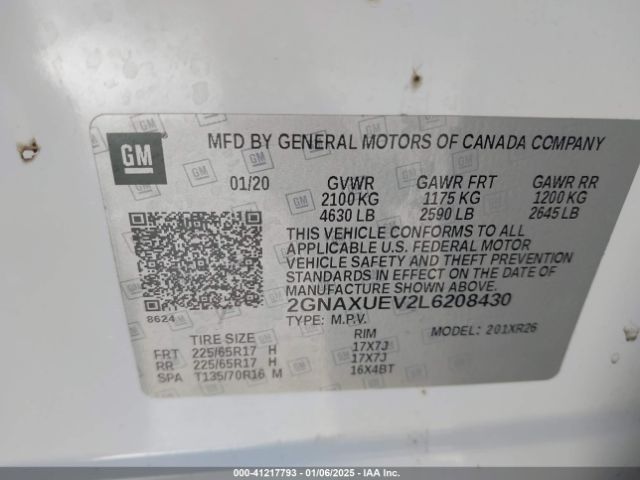 GM
MFD BY GENERAL MOTORS OF CANADA COMPANY
01/20 GVWR GAWR FRT GAWR RR
2100 KG 1175 KG 1200 KG
4630 LB 2590 LB 2645 LB
THIS VEHICLE CONFORMS TO ALL
APPLICABLE U.S. FEDERAL MOTOR
VEHICLE SAFETY AND THEFT PREVENTION
STANDARDS IN EFFECT ON THE DATE OF
MANUFACTURE SHOWN ABOVE.
2GNAXUEV2L6208430
8624 TYPE: M.P.V.
TIRE SIZE RIM MODEL: 201XR26
FRT 225/65R17 H 17X7J
RR 225/65R17 H 17X7J
SPA T135/70R16 M 16X4BT
000-41217793 - 01/06/2025 - IAA Inc.